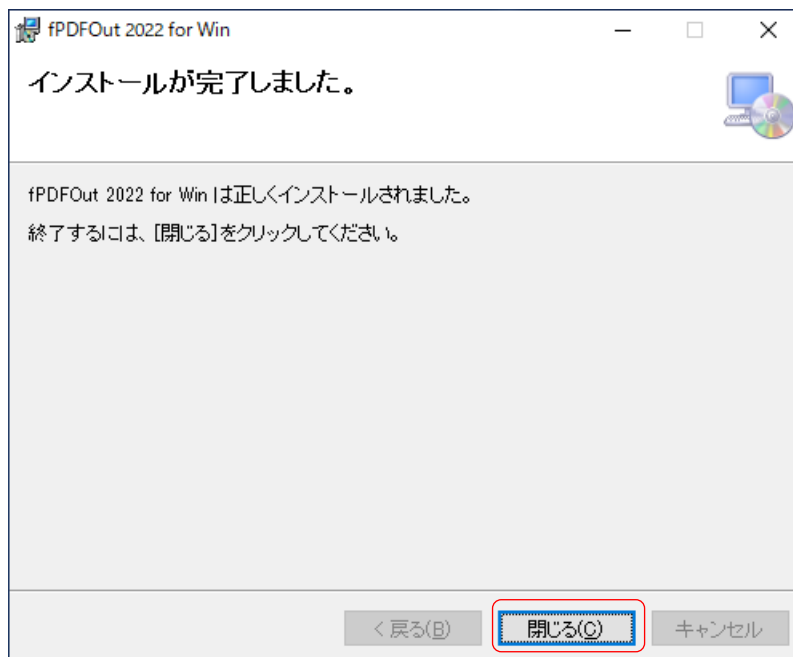 fPDFOut 2022 for Win
インストールが完了しました。
fPDFOut 2022 for Win は正しくインストールされました。
終了するには、[閉じる]をクリックしてください。
< 戻る(B)
閉じる(C)
キャンセル